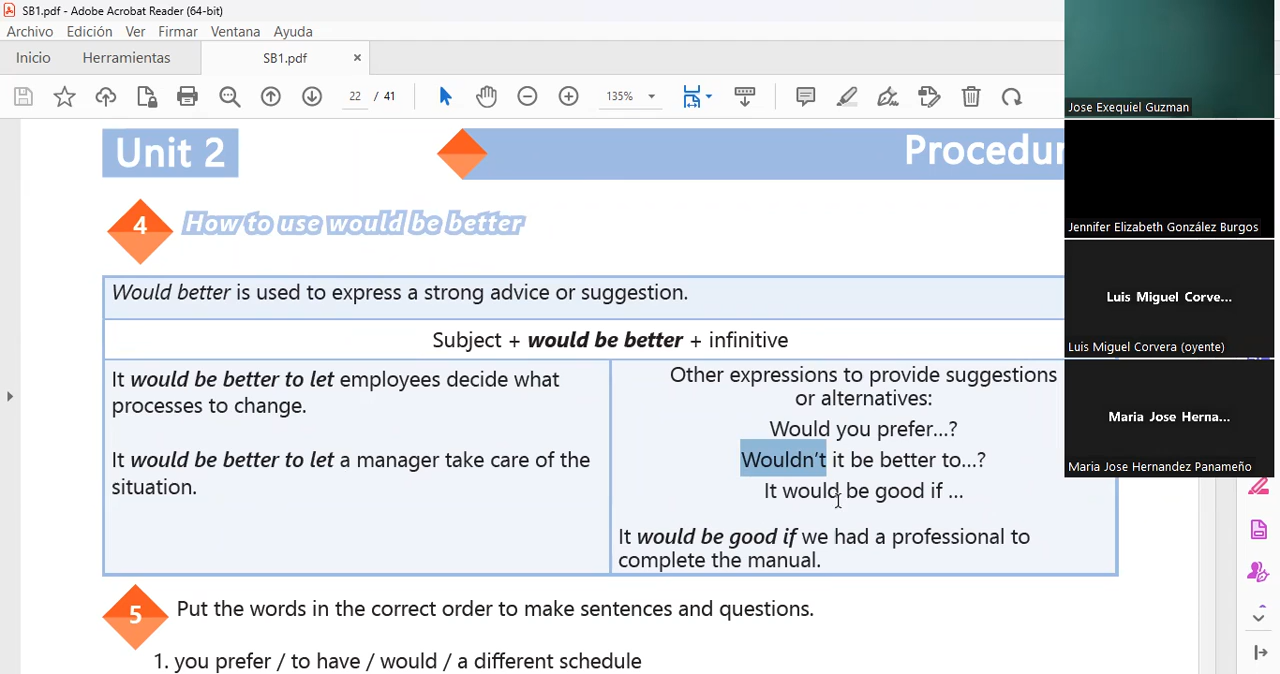 SB1.pdf - Adobe Acrobat Reader (64-bit)
Archivo Edición Ver Firmar Ventana Ayuda
Inicio Herramientas SB1.pdf ×
22 / 41 135%
Unit 2
Procedur
4 How to use would be better
Would better is used to express a strong advice or suggestion.
Subject + would be better + infinitive
It would be better to let employees decide what
processes to change.
It would be better to let a manager take care of the
situation.
Other expressions to provide suggestions
or alternatives:
Would you prefer...?
Wouldn't it be better to...?
It would be good if ...
It would be good if we had a professional to
complete the manual.
5 Put the words in the correct order to make sentences and questions.
1. you prefer / to have / would / a different schedule
Jose Exequiel Guzman
Jennifer Elizabeth González Burgos
Luis Miguel Corve...
Luis Miguel Corvera (oyente)
Maria Jose Herna...
Maria Jose Hernandez Panameño